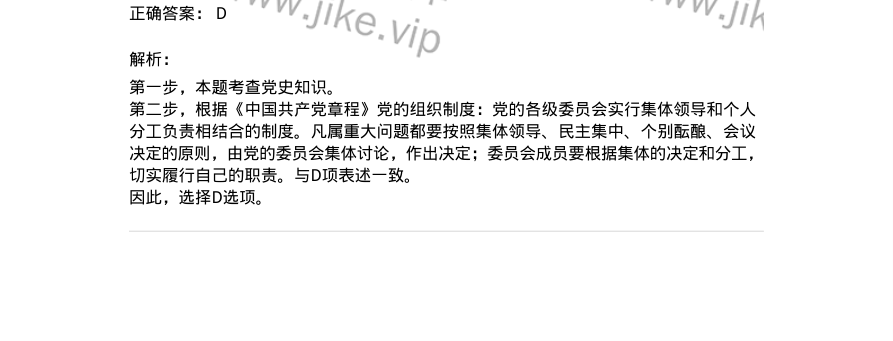 正确答案： D
www.jike.vip
解析：
第一步，本题考查党史知识。
第二步，根据《中国共产党章程》党的组织制度：党的各级委员会实行集体领导和个人
分工负责相结合的制度。凡属重大问题都要按照集体领导、民主集中、个别酝酿、会议
决定的原则，由党的委员会集体讨论，作出决定；委员会成员要根据集体的决定和分工，
切实履行自己的职责。与D项表述一致。
因此，选择D选项。